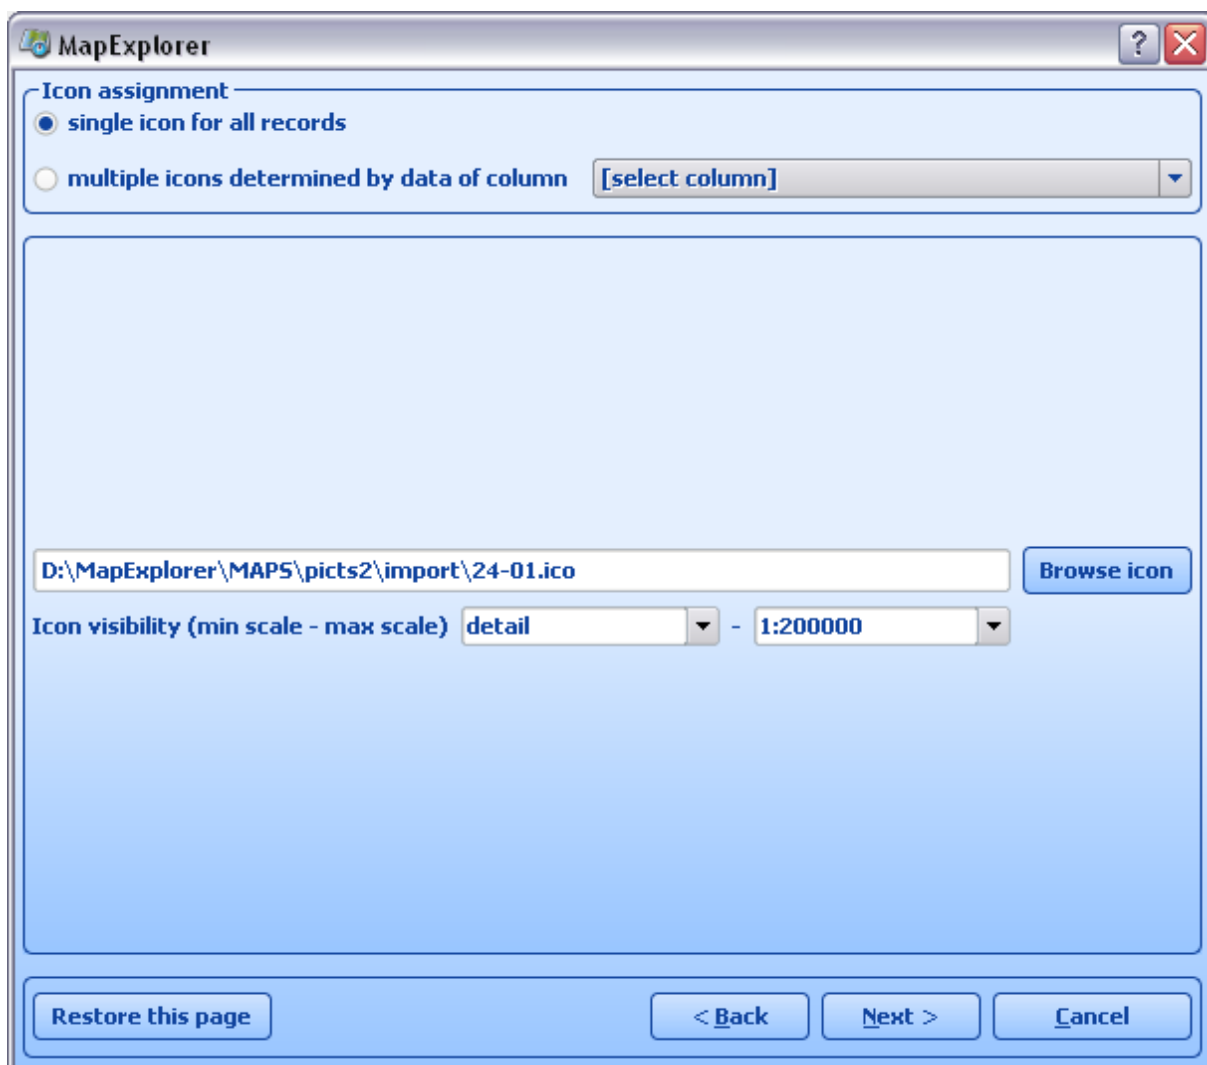 MapExplorer
Icon assignment
single icon for all records
multiple icons determined by data of column [select column]
D:\MapExplorer\MAPS\picts2\import\24-01.ico Browse icon
Icon visibility (min scale - max scale) detail - 1:200000
Restore this page < Back Next > Cancel